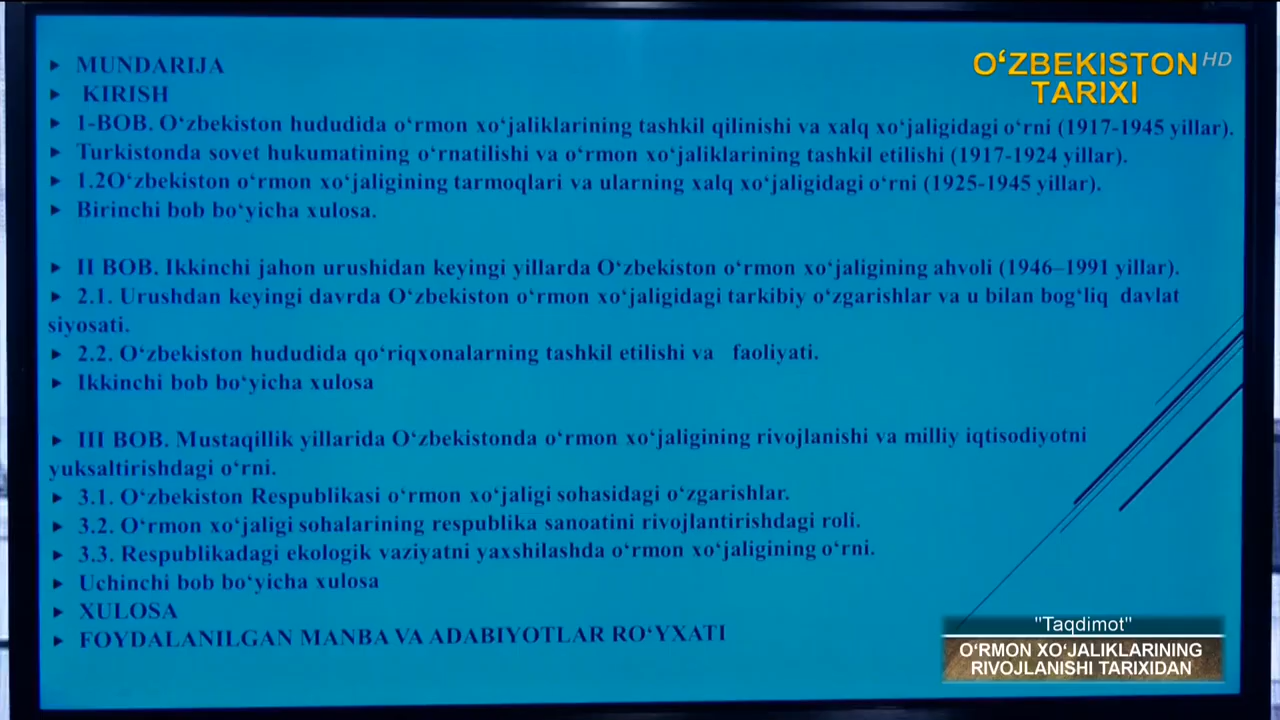 MUNDARIJA
KIRISH
1-BOB. Oʻzbekiston hududida oʻrmon xoʻjaliklarining tashkil qilinishi va xalq xoʻjaligidagi oʻrni (1917-1945 yillar).
Turkistonda sovet hukumatining oʻrnatilishi va oʻrmon xoʻjaliklarining tashkil etilishi (1917-1924 yillar).
1.2Oʻzbekiston oʻrmon xoʻjaligining tarmoqlari va ularning xalq xoʻjaligidagi oʻrni (1925-1945 yillar).
Birinchi bob boʻyicha xulosa.
II BOB. Ikkinchi jahon urushidan keyingi yillarda Oʻzbekiston oʻrmon xoʻjaligining ahvoli (1946–1991 yillar).
2.1. Urushdan keyingi davrda Oʻzbekiston oʻrmon xoʻjaligidagi tarkibiy oʻzgarishlar va u bilan bogʻliq davlat
siyosati.
2.2. Oʻzbekiston hududida qoʻriqxonalarning tashkil etilishi va faoliyati.
Ikkinchi bob boʻyicha xulosa
III BOB. Mustaqillik yillarida Oʻzbekistonda oʻrmon xoʻjaligining rivojlanishi va milliy iqtisodiyotni
yuksaltirishdagi oʻrni.
3.1. Oʻzbekiston Respublikasi oʻrmon xoʻjaligi sohasidagi oʻzgarishlar.
3.2. Oʻrmon xoʻjaligi sohalarining respublika sanoatini rivojlantirishdagi roli.
3.3. Respublikadagi ekologik vaziyatni yaxshilashda oʻrmon xoʻjaligining oʻrni.
Uchinchi bob boʻyicha xulosa
XULOSA
FOYDALANILGAN MANBA VA ADABIYOTLAR ROʻYXATI
OʻZBEKISTON HD
TARIXI
"Taqdimot"
OʻRMON XOʻJALIKLARINING
RIVOJLANISHI TARIXIDAN